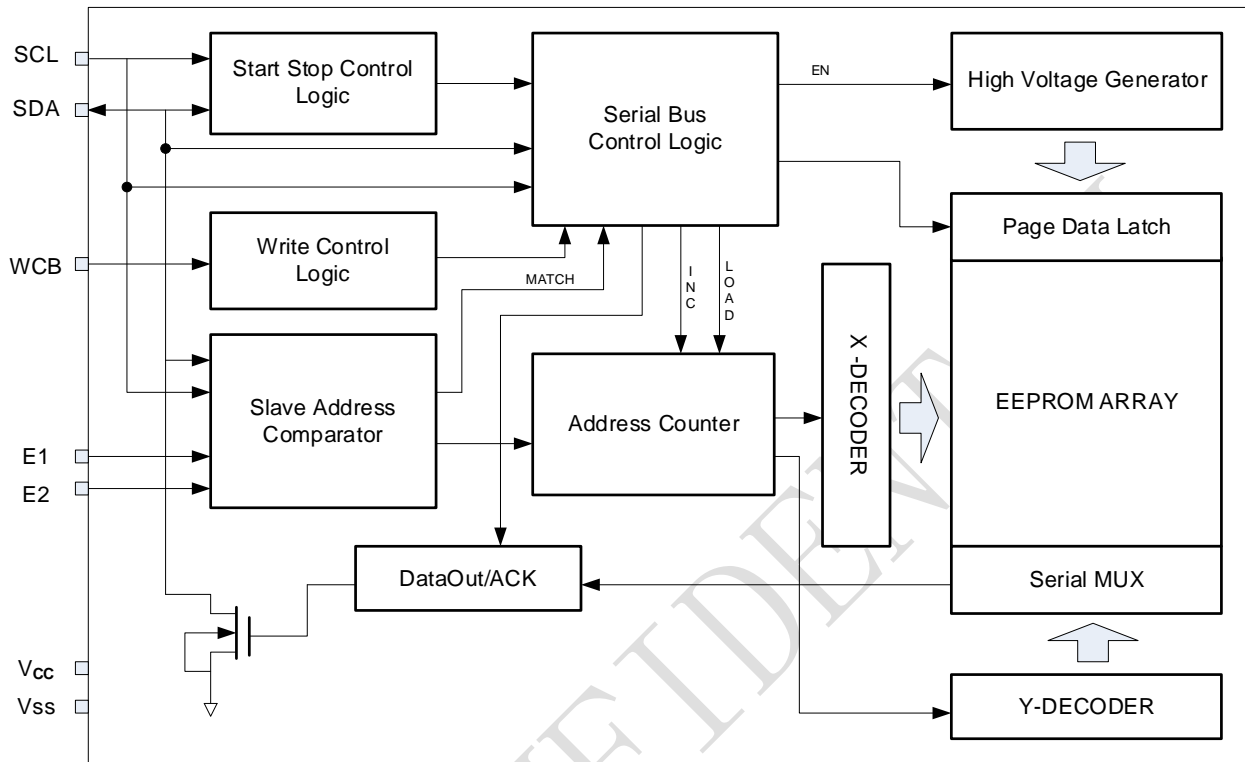 SCL
SDA
WCB
E1
E2
Vcc
Vss
Start Stop Control
Logic
Serial Bus
Control Logic
EN
High Voltage Generator
Write Control
Logic
MATCH
INC
LOAD
Page Data Latch
Slave Address
Comparator
Address Counter
X -DECODER
EEPROM ARRAY
DataOut/ACK
Serial MUX
Y-DECODER